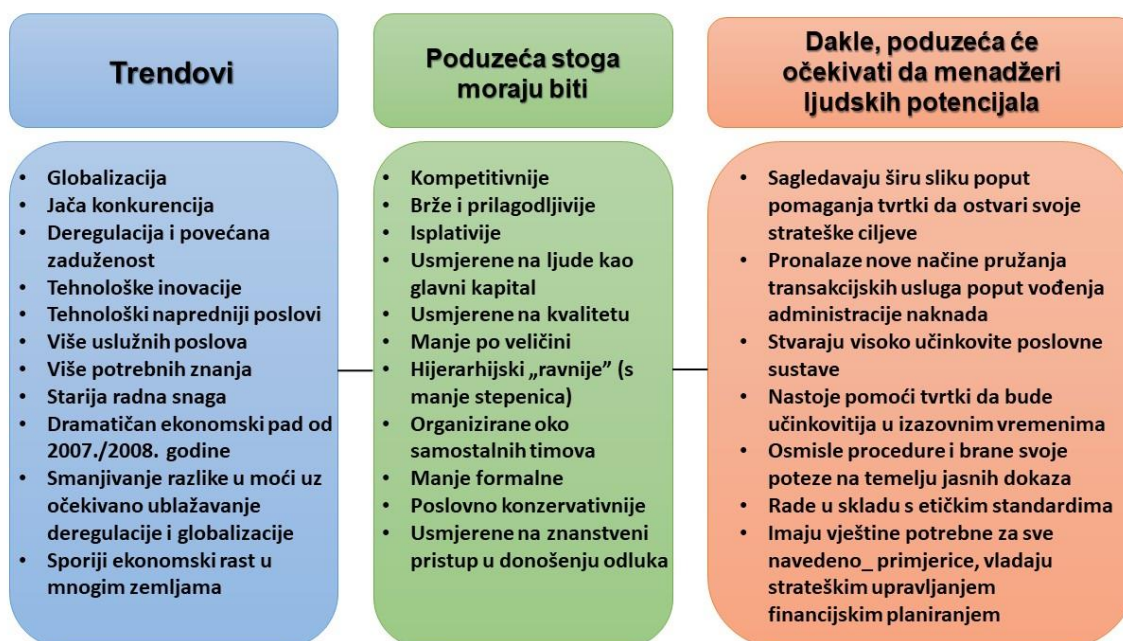 Trendovi
• Globalizacija
• Jača konkurencija
• Deregulacija i povećana
zaduženost
• Tehnološke inovacije
• Tehnološki napredniji poslovi
• Više uslužnih poslova
• Više potrebnih znanja
• Starija radna snaga
• Dramatičan ekonomski pad od
2007./2008. godine
• Smanjivanje razlike u moći uz
očekivano ublažavanje
deregulacije i globalizacije
• Sporiji ekonomski rast u
mnogim zemljama
Poduzeća stoga
moraju biti
• Kompetitivnije
• Brže i prilagodljivije
• Isplativije
• Usmjerene na ljude kao
glavni kapital
• Usmjerene na kvalitetu
• Manje po veličini
• Hijerarhijski „ravnije” (s
manje stepenica)
• Organizirane oko
samostalnih timova
• Manje formalne
• Poslovno konzervativnije
• Usmjerene na znanstveni
pristup u donošenju odluka
Dakle, poduzeća će
očekivati da menadžeri
ljudskih potencijala
• Sagledavaju širu sliku poput
pomaganja tvrtki da ostvari svoje
strateške ciljeve
• Pronalaze nove načine pružanja
transakcijskih usluga poput vođenja
administracije naknada
• Stvaraju visoko učinkovite poslovne
sustave
• Nastoje pomoći tvrtki da bude
učinkovitija u izazovnim vremenima
• Osmisle procedure i brane svoje
poteze na temelju jasnih dokaza
• Rade u skladu s etičkim standardima
• Imaju vještine potrebne za sve
navedeno_ primjerice, vladaju
strateškim upravljanjem
financijskim planiranjem